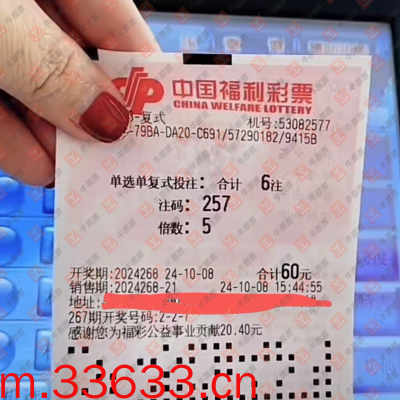 中国福利彩票
CHINA WELFARE LOTTERY
-复式
机号:53082577
-79BA-DA20-C691/57290182/9415B
单选单复式投注: 合计 6注
注码: 257
倍数: 5
开奖期:2024268 24-10-08 合计60元
销售期:2024268-21 24-10-08 15:44:55
地址:
267期开奖号码:2-2-7
感谢您为福彩公益事业贡献20.40元
m.33633.cn